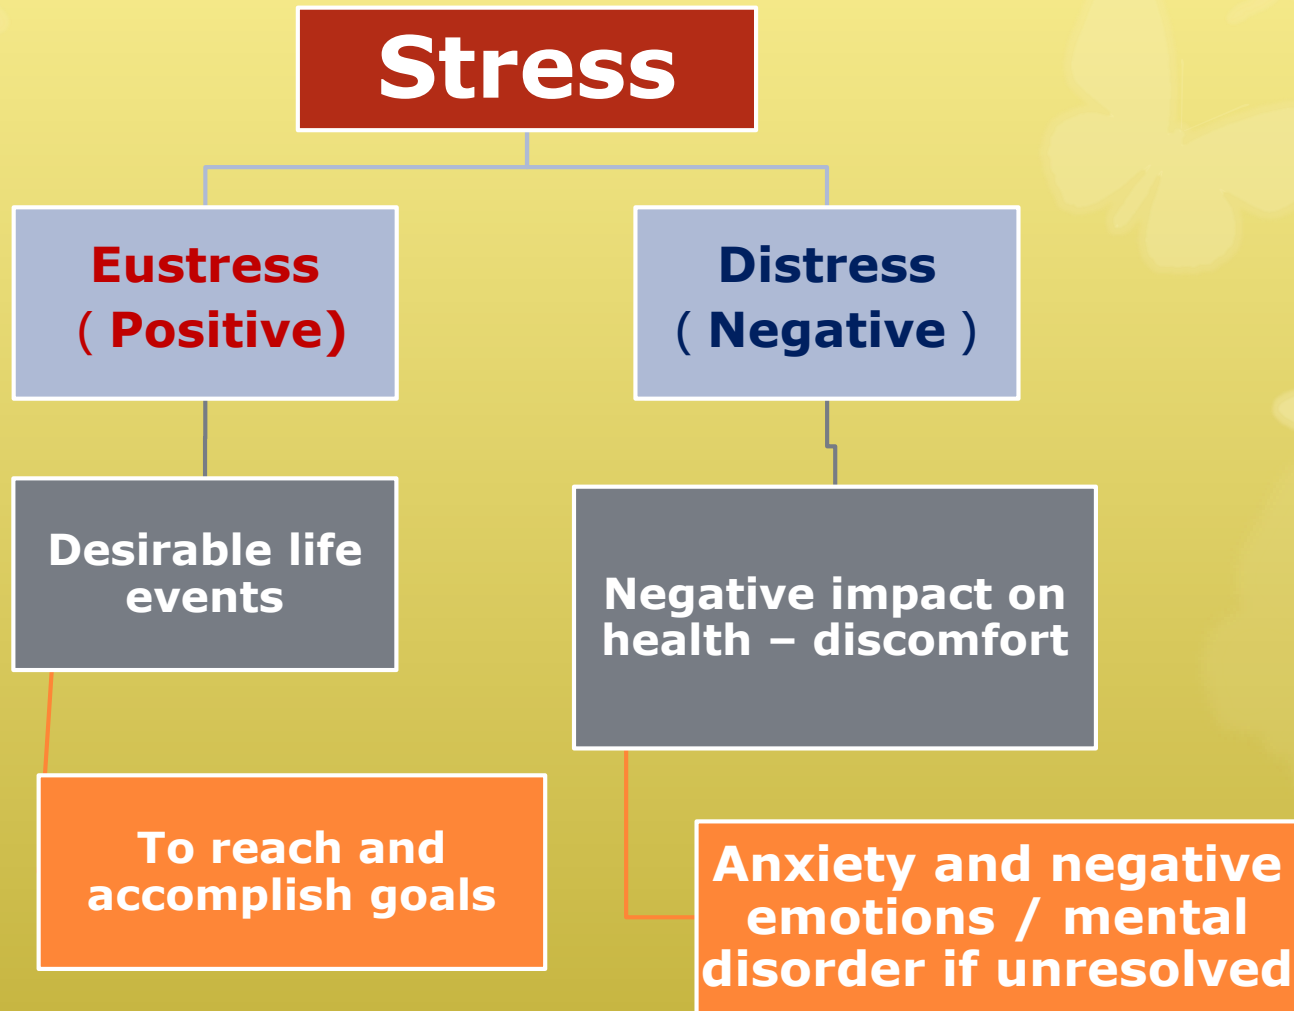 Stress
Eustress
( Positive)
Distress
( Negative )
Desirable life
events
Negative impact on
health – discomfort
To reach and
accomplish goals
Anxiety and negative
emotions / mental
disorder if unresolved